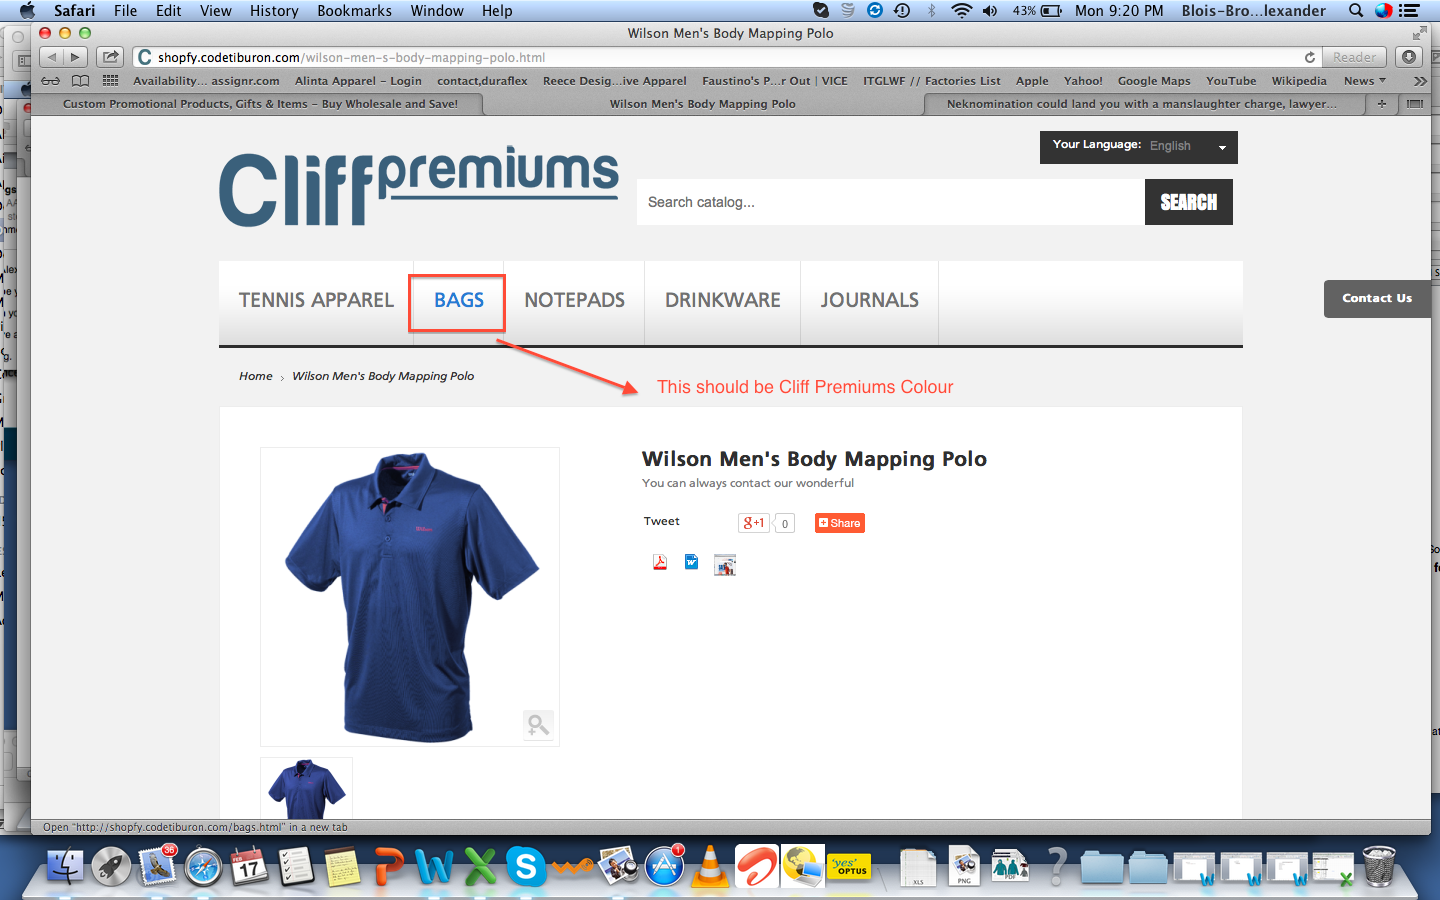 Safari File Edit View History Bookmarks Window Help 43% Mon 9:20 PM Blois-Bro...lexander
Wilson Men's Body Mapping Polo
shopfy.codetiburon.com/wilson-men-s-body-mapping-polo.html Reader
Availability... assignr.com Alinta Apparel - Login contact,duraflex Reece Desig...ive Apparel Faustino's P...r Out | VICE ITGLWF // Factories List Apple Yahoo! Google Maps YouTube Wikipedia News
Custom Promotional Products, Gifts & Items - Buy Wholesale and Save! Wilson Men's Body Mapping Polo Neknomination could land you with a manslaughter charge, lawyer...
Your Language: English
Cliff premiums
Search catalog... SEARCH
TENNIS APPAREL BAGS NOTEPADS DRINKWARE JOURNALS
Contact Us
Home > Wilson Men's Body Mapping Polo
This should be Cliff Premiums Colour
Wilson Men's Body Mapping Polo
You can always contact our wonderful
Tweet g+1 0 Share
Open "http://shopfy.codetiburon.com/bags.html" in a new tab
36 FEB 17 1 'yes' OPTUS XLS PNG PDF